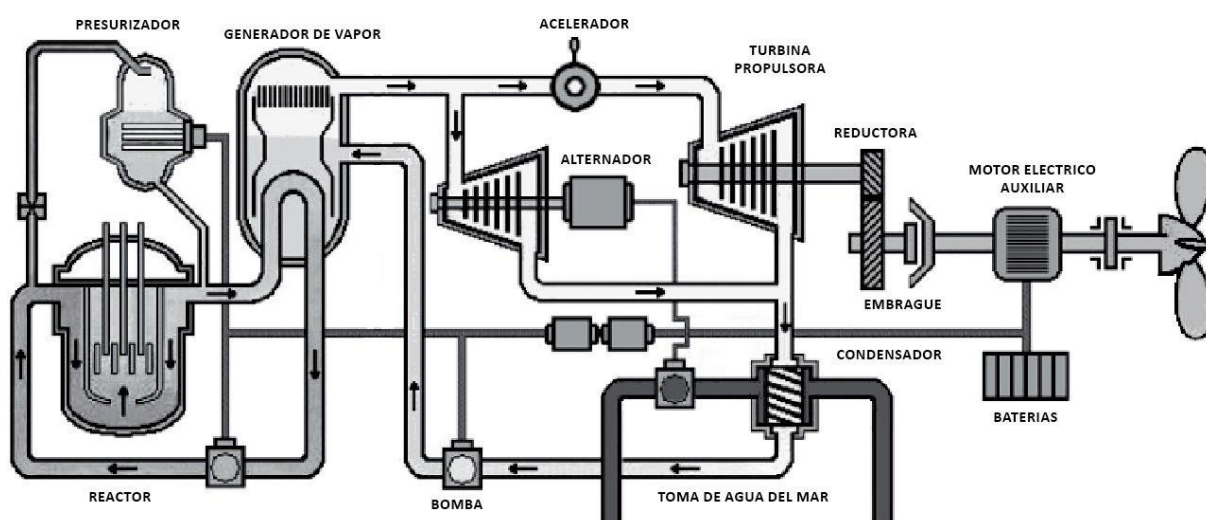 PRESURIZADOR
GENERADOR DE VAPOR
ACELERADOR
TURBINA
PROPULSORA
ALTERNADOR
REDUCTORA
MOTOR ELECTRICO
AUXILIAR
EMBRAGUE
CONDENSADOR
BATERIAS
REACTOR
BOMBA
TOMA DE AGUA DEL MAR